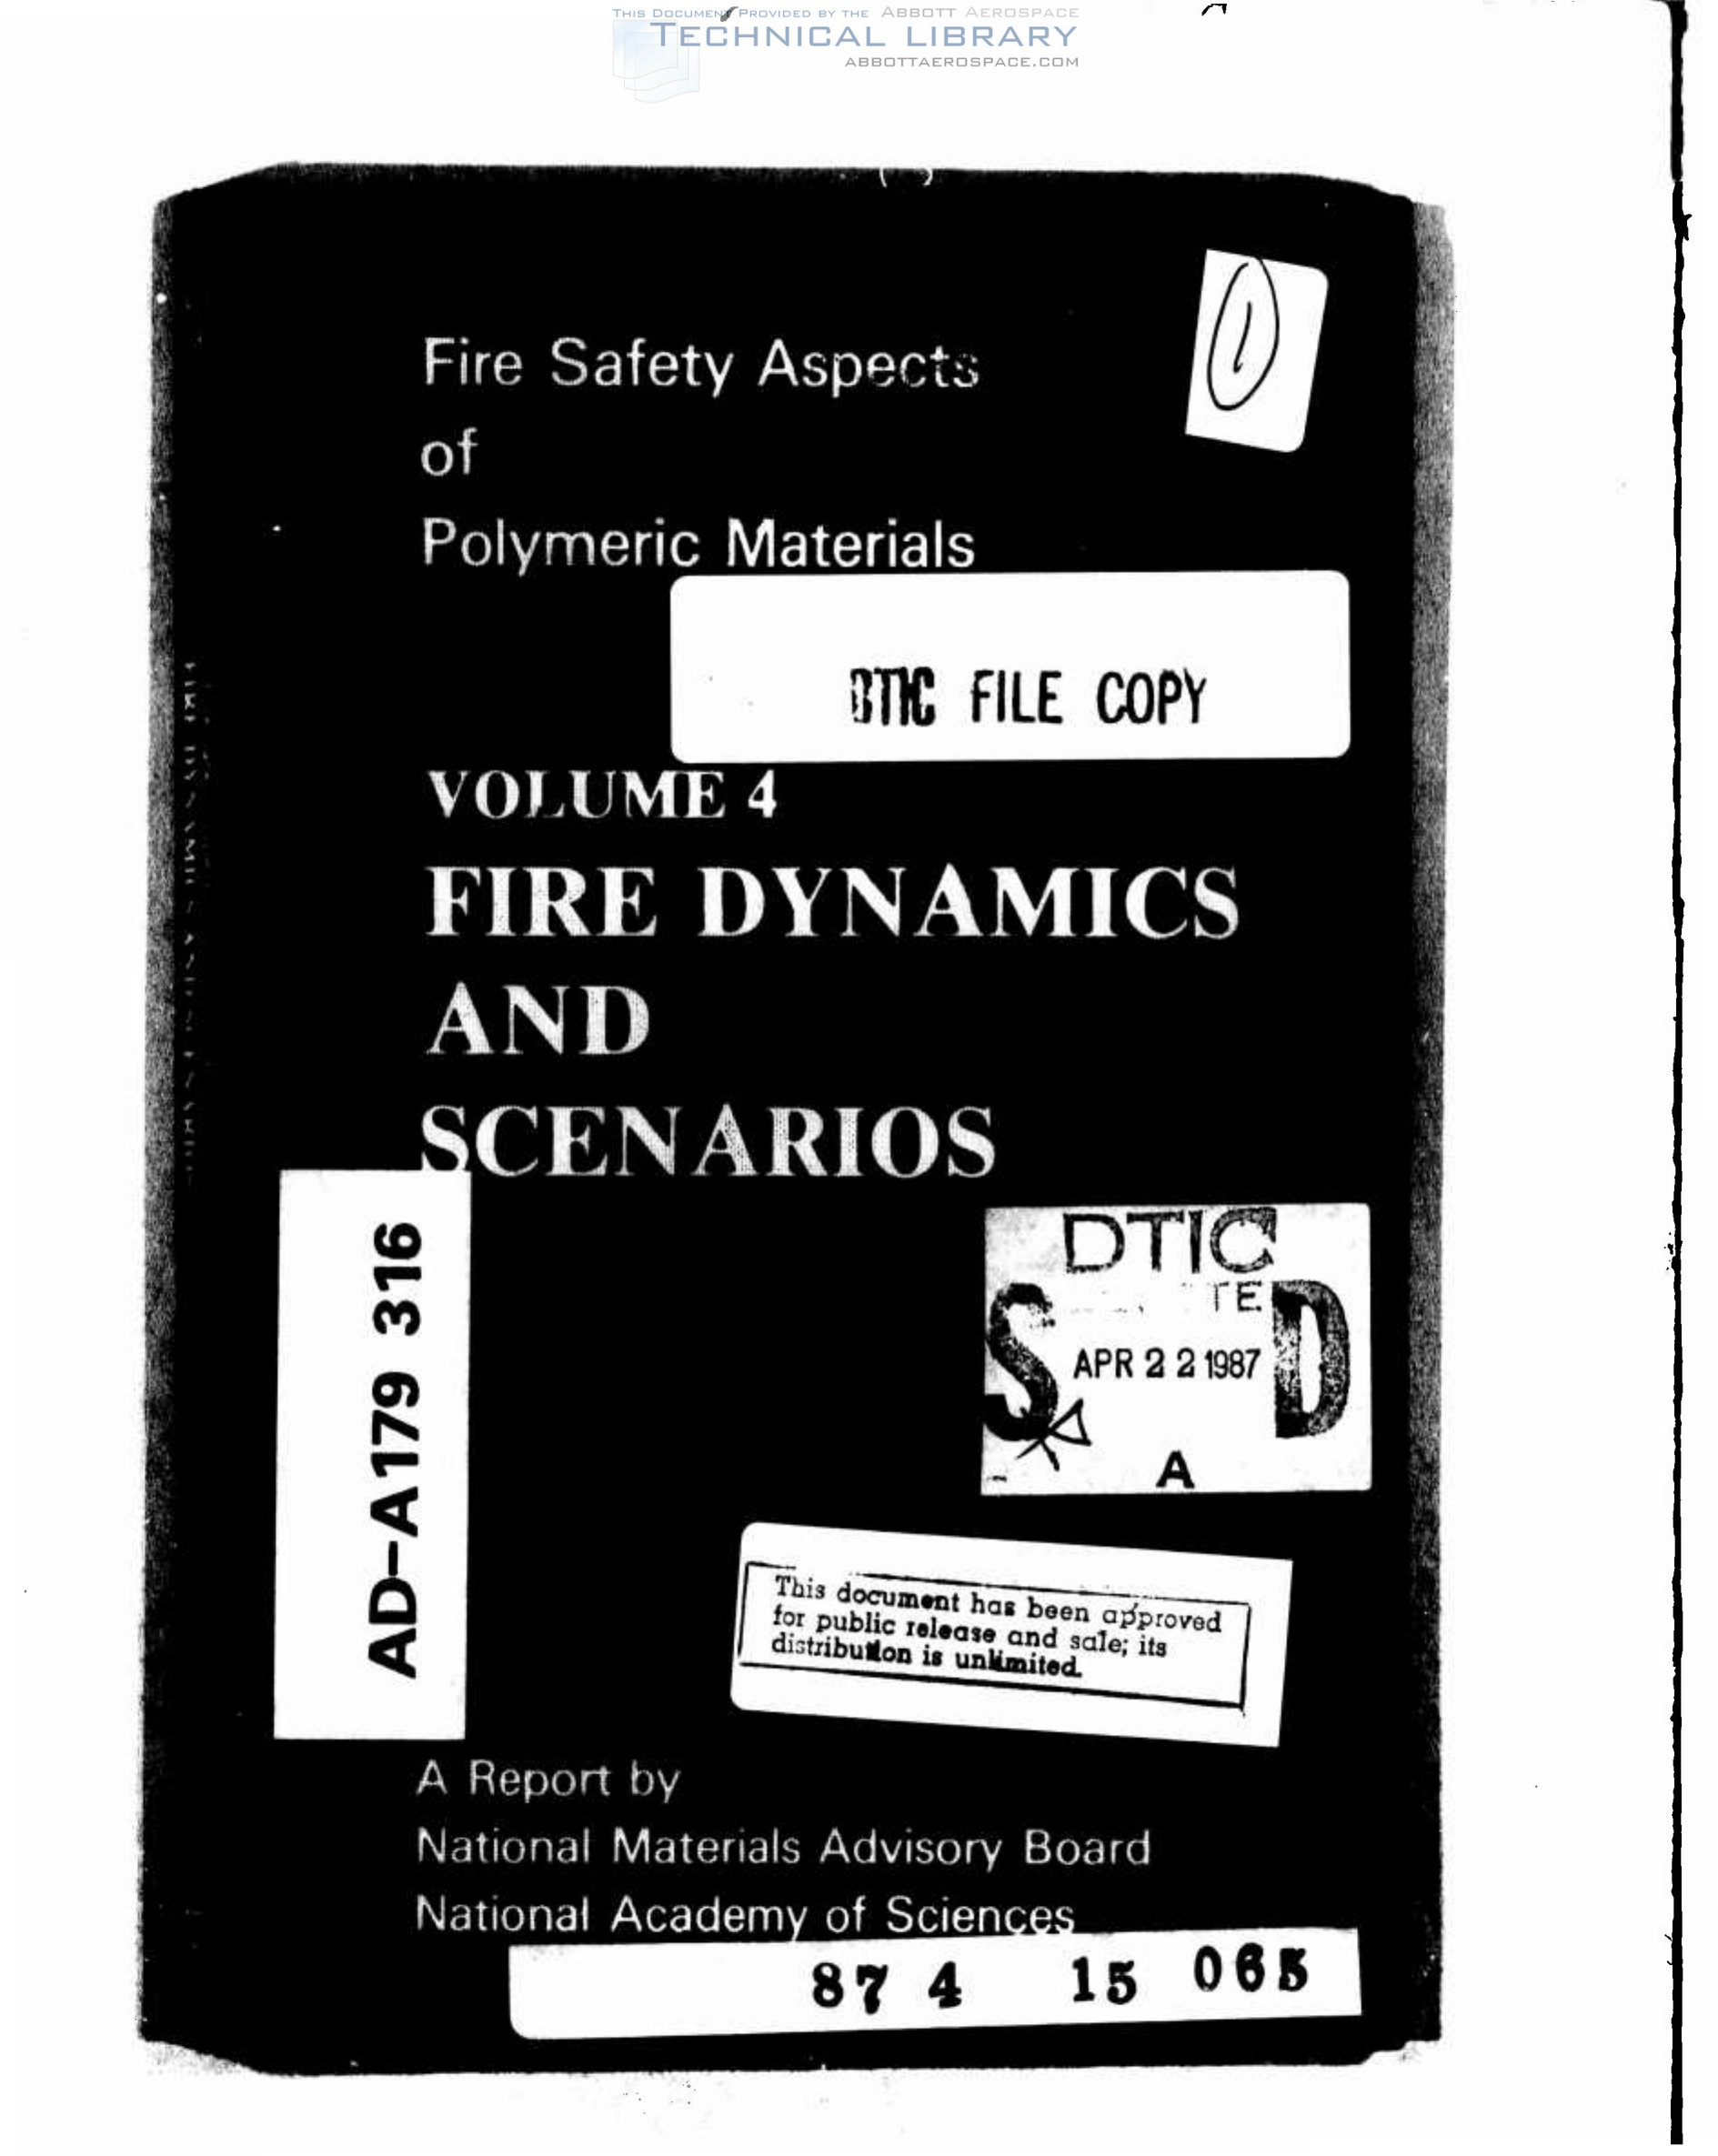 THIS DOCUMENT PROVIDED BY THE ABBOTT AEROSPACE
TECHNICAL LIBRARY
ABBOTTAEROSPACE.COM
1
Fire Safety Aspects
of
Polymeric Materials
DTIC FILE COPY
VOLUME 4
FIRE DYNAMICS
AND
SCENARIOS
AD-A179 316
DTIC
S TE D
APR 22 1987
A
This document has been approved
for public release and sale; its
distribution is unlimited.
A Report by
National Materials Advisory Board
National Academy of Sciences
87 4 15 065